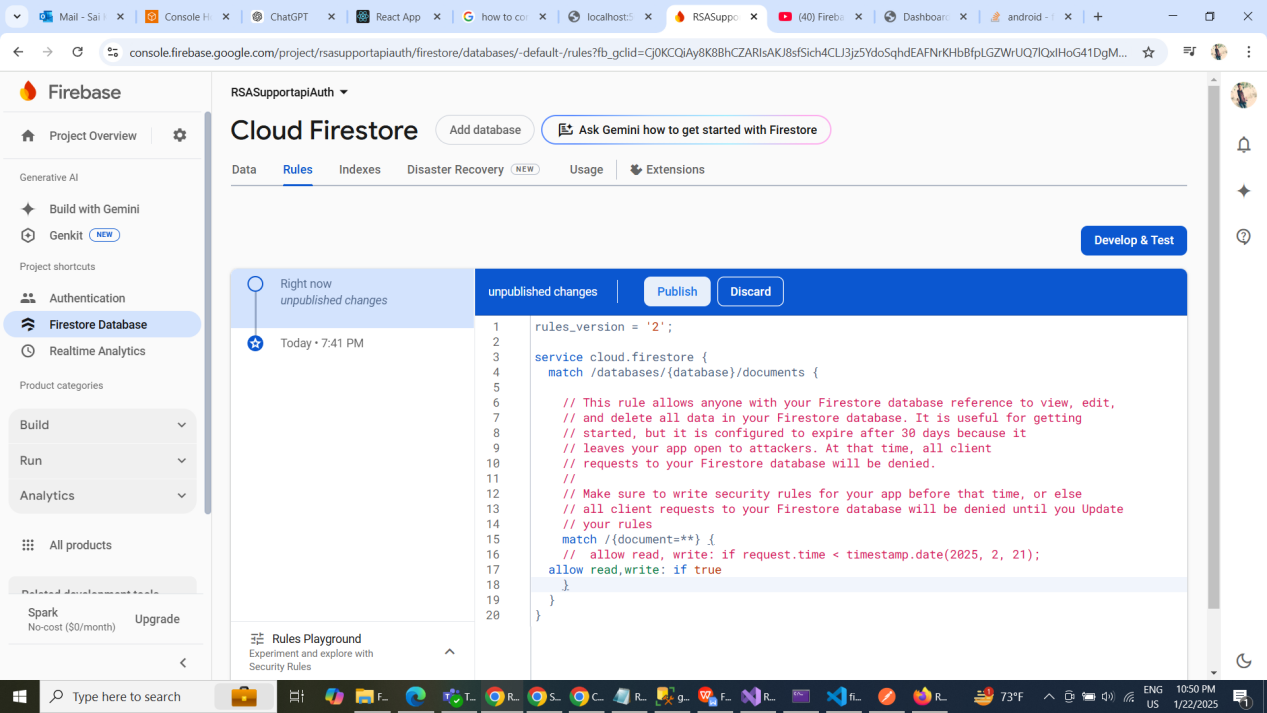 Mail - Sai
Console H
ChatGPT
React App
how to co
localhost:5
RSASuppo
(40) Fireba
Dashboard
android -
console.firebase.google.com/project/rsasupportapiauth/firestore/databases/-default-/rules?fb_gclid=Cj0KCQiAy8K8BhCZARIsAKJ8sfSich4CLJ3jz5YdoSqhdEAFNrKHbBfpLGZWrUQ7lQxIHoG41DgM...
Firebase
Project Overview
Generative AI
Build with Gemini
Genkit NEW
Project shortcuts
Authentication
Firestore Database
Realtime Analytics
Product categories
Build
Run
Analytics
All products
Related development tools
Spark
No-cost ($0/month)
Upgrade
RSASupportapiAuth
Cloud Firestore
Add database
Ask Gemini how to get started with Firestore
Data
Rules
Indexes
Disaster Recovery NEW
Usage
Extensions
Develop & Test
Right now
unpublished changes
Today • 7:41 PM
Rules Playground
Experiment and explore with
Security Rules
unpublished changes
Publish
Discard
1 rules_version = '2';
2
3 service cloud.firestore {
4 match /databases/{database}/documents {
5
6 // This rule allows anyone with your Firestore database reference to view, edit,
7 // and delete all data in your Firestore database. It is useful for getting
8 // started, but it is configured to expire after 30 days because it
9 // leaves your app open to attackers. At that time, all client
10 // requests to your Firestore database will be denied.
11 //
12 // Make sure to write security rules for your app before that time, or else
13 // all client requests to your Firestore database will be denied until you Update
14 // your rules
15 match /{document=**} {
16 // allow read, write: if request.time < timestamp.date(2025, 2, 21);
17 allow read,write: if true
18 }
19 }
20 }
Type here to search
F...
T...
R...
S...
C...
R...
g...
F...
R...
fi...
R...
73°F
ENG
US
10:50 PM
1/22/2025
1